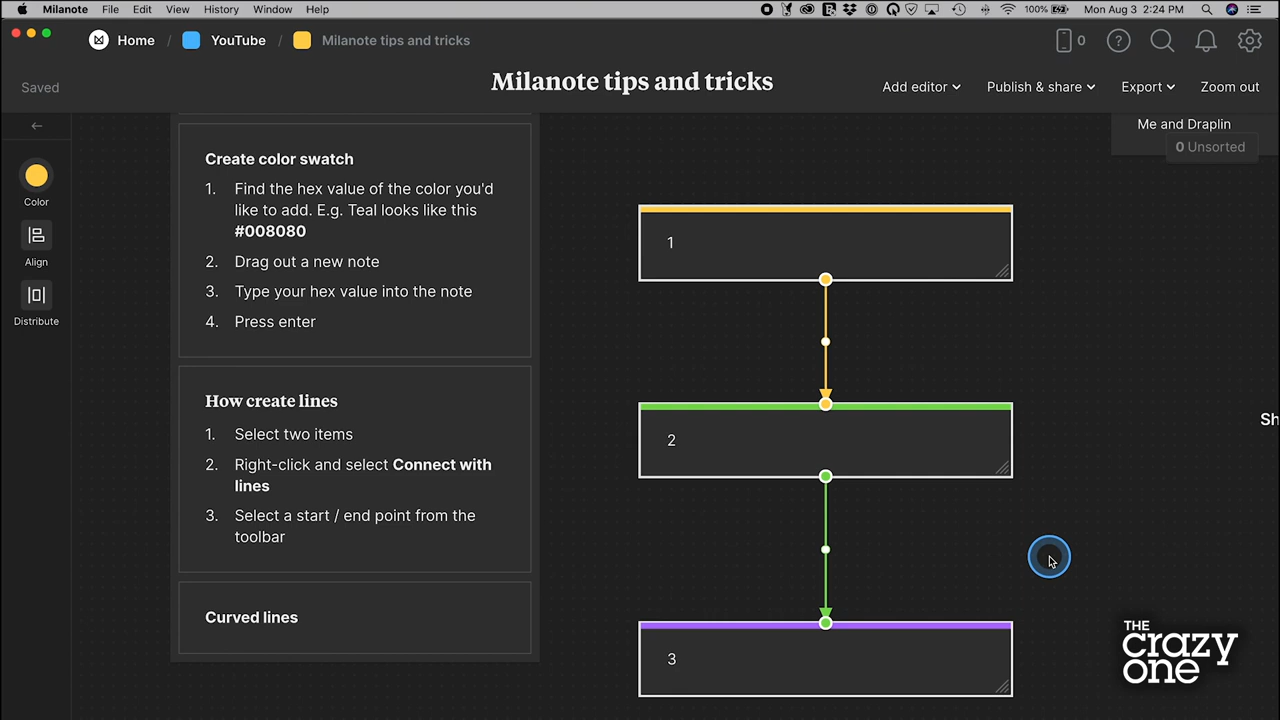 Milanote File Edit View History Window Help 100% Mon Aug 3 2:24 PM
Home / YouTube / Milanote tips and tricks 0 ?
Saved
Milanote tips and tricks
Add editor Publish & share Export Zoom out
Me and Draplin
0 Unsorted
Color
Align
Distribute
Create color swatch
1. Find the hex value of the color you'd
like to add. E.g. Teal looks like this
#008080
2. Drag out a new note
3. Type your hex value into the note
4. Press enter
How create lines
1. Select two items
2. Right-click and select Connect with
lines
3. Select a start / end point from the
toolbar
Curved lines
1
2
3
Sh
THE
crazy
one